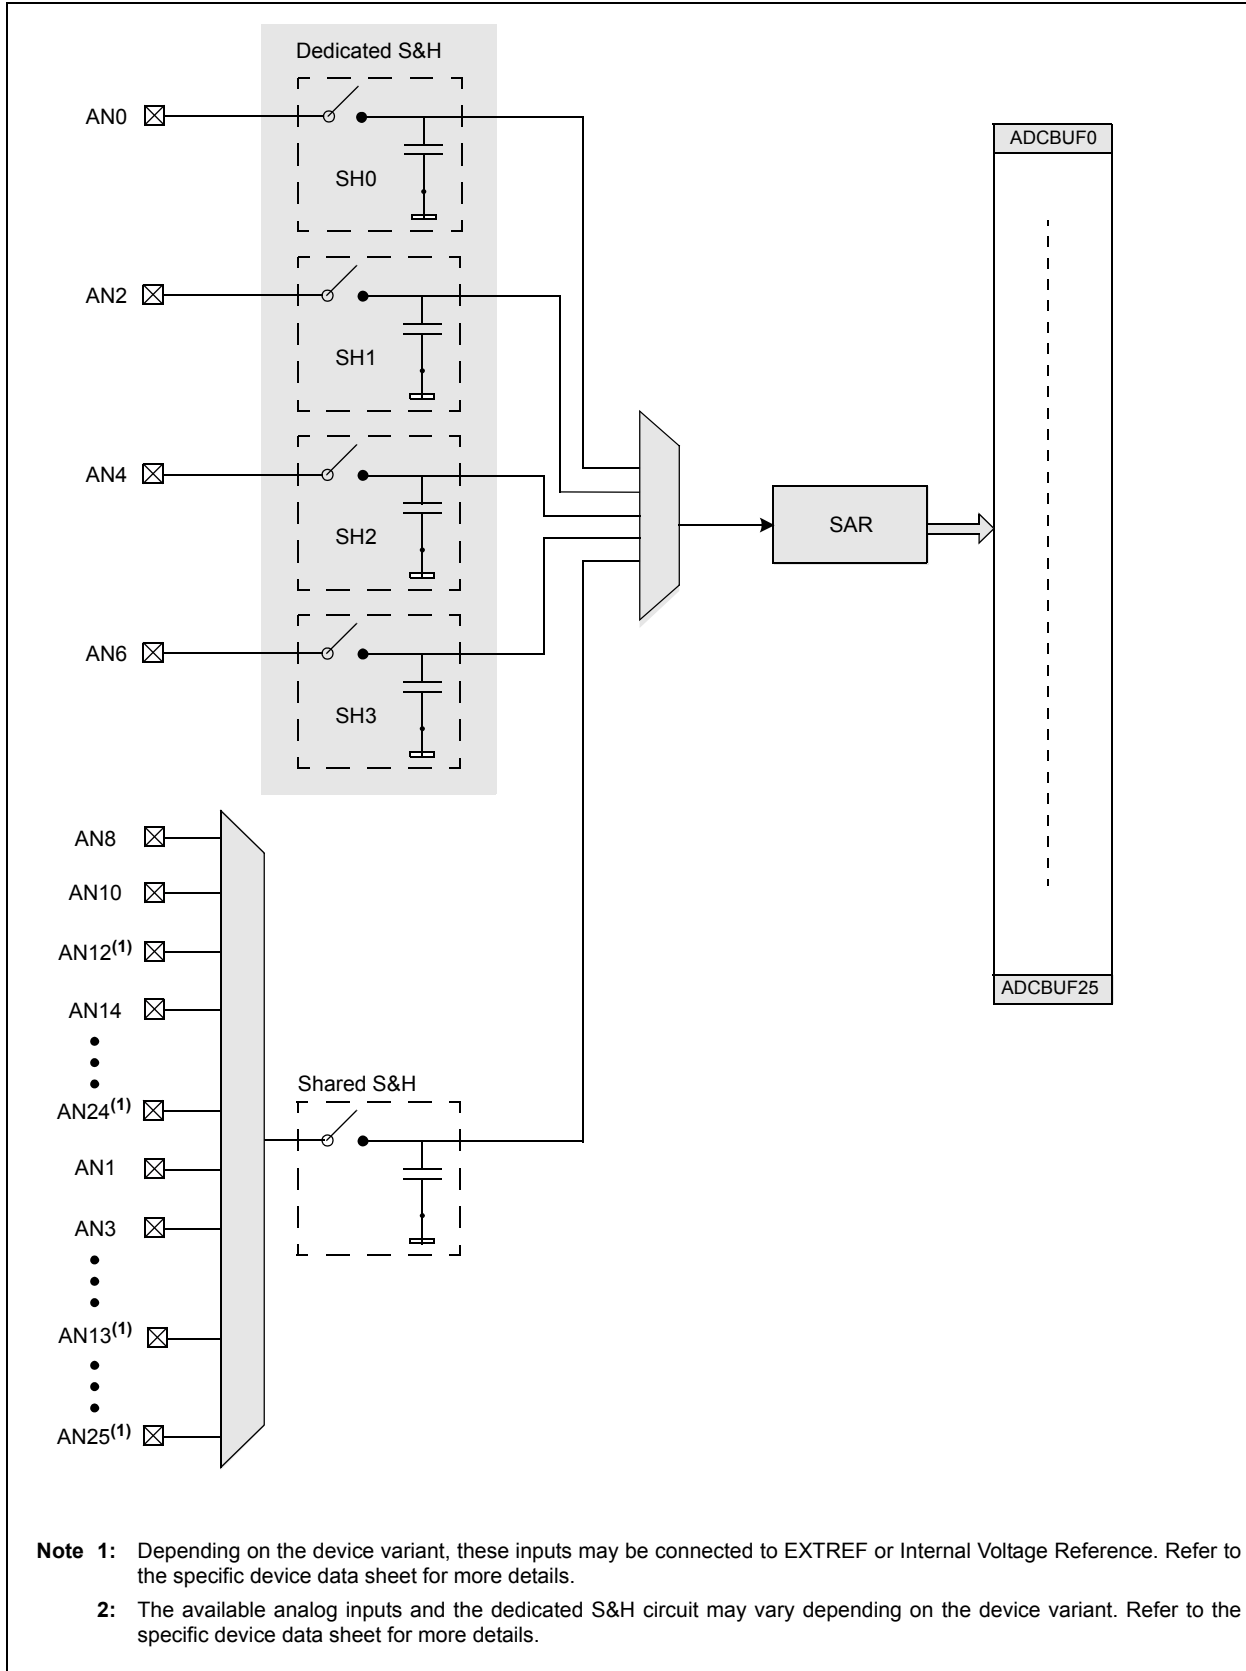 Dedicated S&H
AN0
SH0
ADCBUF0
AN2
SH1
AN4
SH2
SAR
AN6
SH3
AN8
AN10
AN12(1)
AN14
ADCBUF25
AN24(1)
Shared S&H
AN1
AN3
AN13(1)
AN25(1)
Note 1: Depending on the device variant, these inputs may be connected to EXTREF or Internal Voltage Reference. Refer to
the specific device data sheet for more details.
2: The available analog inputs and the dedicated S&H circuit may vary depending on the device variant. Refer to the
specific device data sheet for more details.